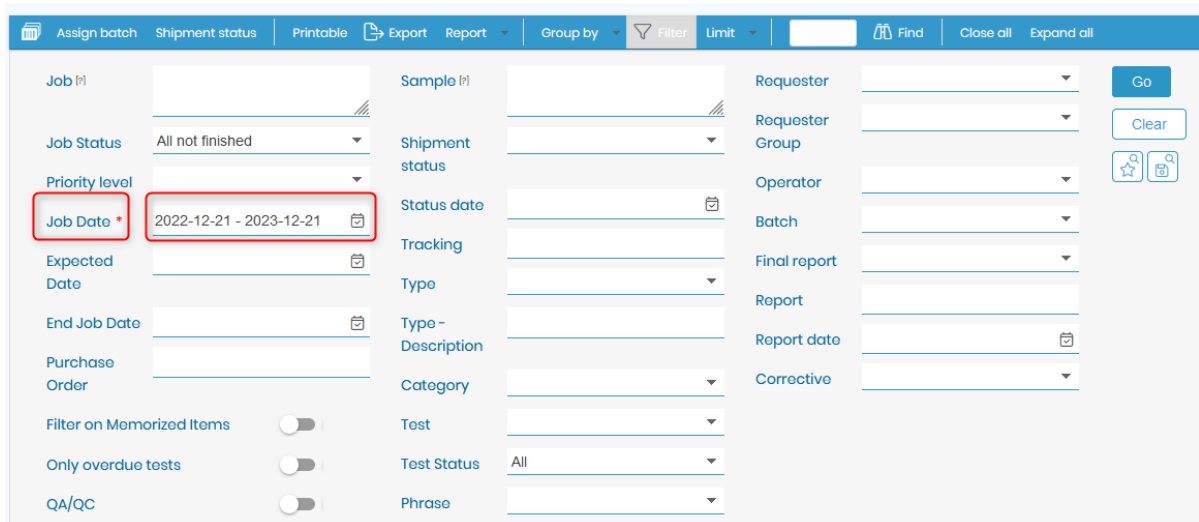 Assign batch Shipment status Printable Export Report Group by Filter Limit Find Close all Expand all
Job [?]
Sample [?]
Requester
Go
Requester
Group
Clear
Job Status All not finished
Shipment
status
Priority level
Operator
Job Date * 2022-12-21 - 2023-12-21
Status date
Batch
Tracking
Expected
Date
Final report
Type
Report
End Job Date
Type -
Description
Report date
Purchase
Order
Category
Corrective
Filter on Memorized Items
Test
Only overdue tests
Test Status All
QA/QC
Phrase